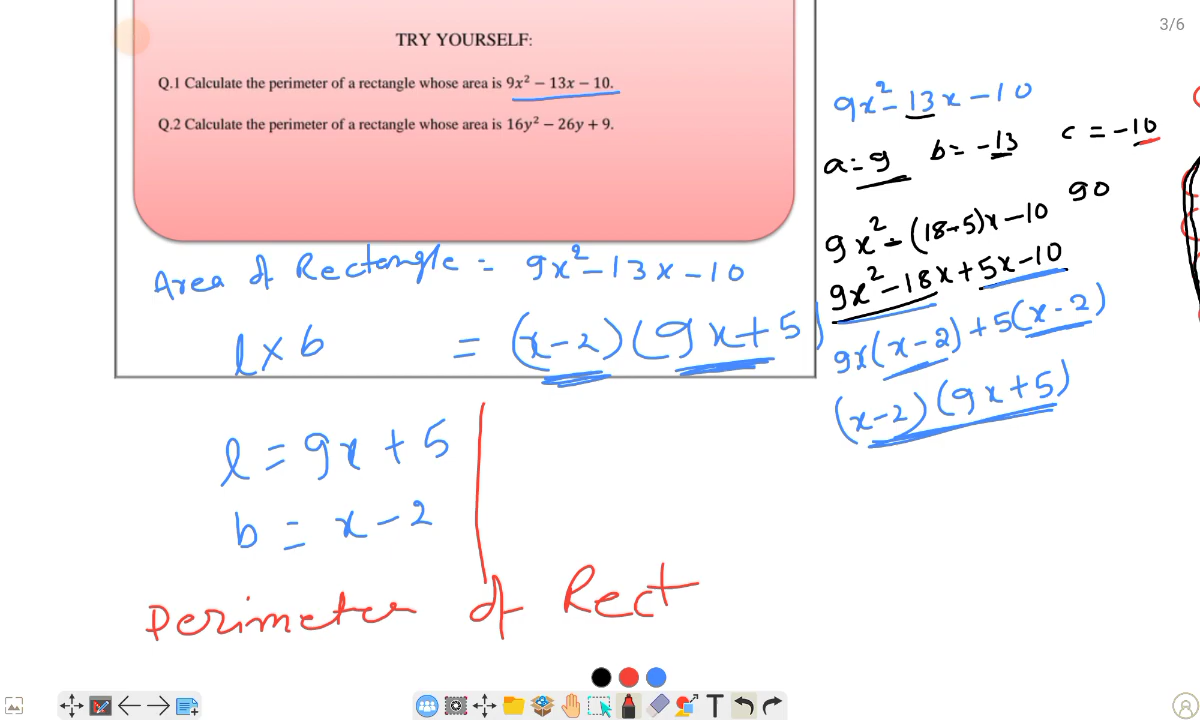 3/6
TRY YOURSELF:
Q.1 Calculate the perimeter of a rectangle whose area is 9x² − 13x − 10.
Q.2 Calculate the perimeter of a rectangle whose area is 16y² − 26y + 9.
Area of Rectangle = 9x² − 13x − 10
l × b = (x − 2)(9x + 5)
l = 9x + 5
b = x − 2
Perimeter of Rect
9x² − 13x − 10
a = 9 b = −13 c = −10
90
9x² − (18−5)x − 10
9x² − 18x + 5x − 10
9x(x − 2) + 5(x − 2)
(x − 2)(9x + 5)
T